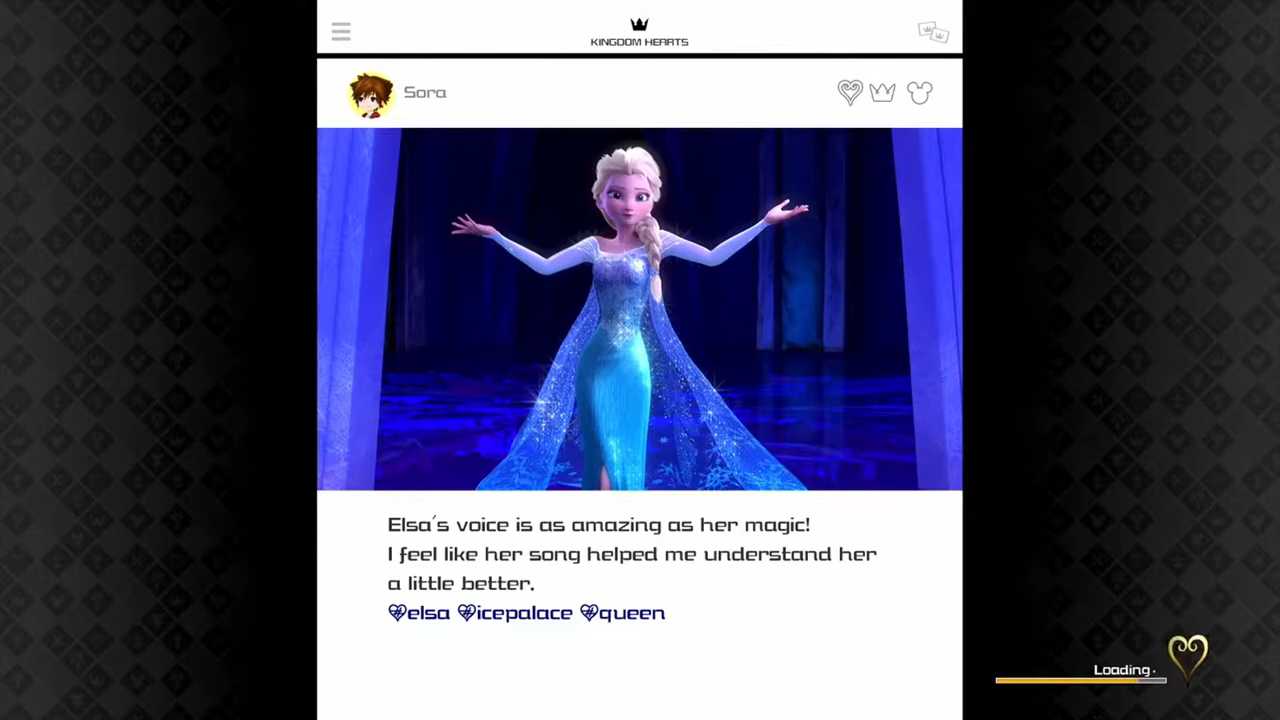 KINGDOM HEARTS
Sora
Elsa's voice is as amazing as her magic!
I feel like her song helped me understand her
a little better.
#elsa #icepalace #queen
Loading.